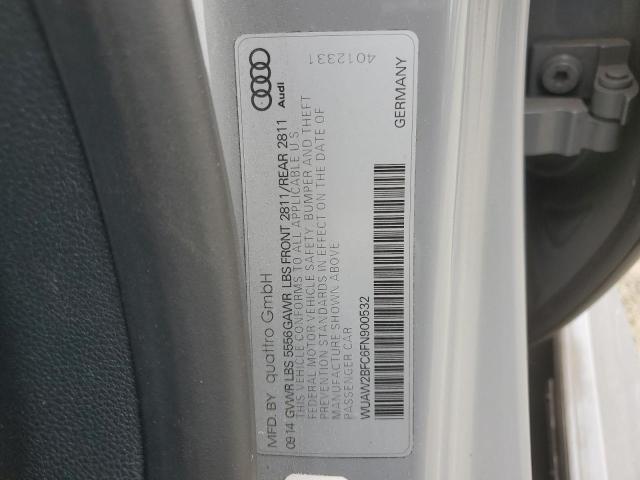 4012331
Audi
MFD. BY quattro GmbH
09 14 GVWR LBS 5556 GAWR LBS FRONT 2811/REAR 2811
THIS VEHICLE CONFORMS TO ALL APPLICABLE U.S.
FEDERAL MOTOR VEHICLE SAFETY, BUMPER AND THEFT
PREVENTION STANDARDS IN EFFECT ON THE DATE OF
MANUFACTURE SHOWN ABOVE
PASSENGER CAR
WUAW2BFC6FN900532
GERMANY